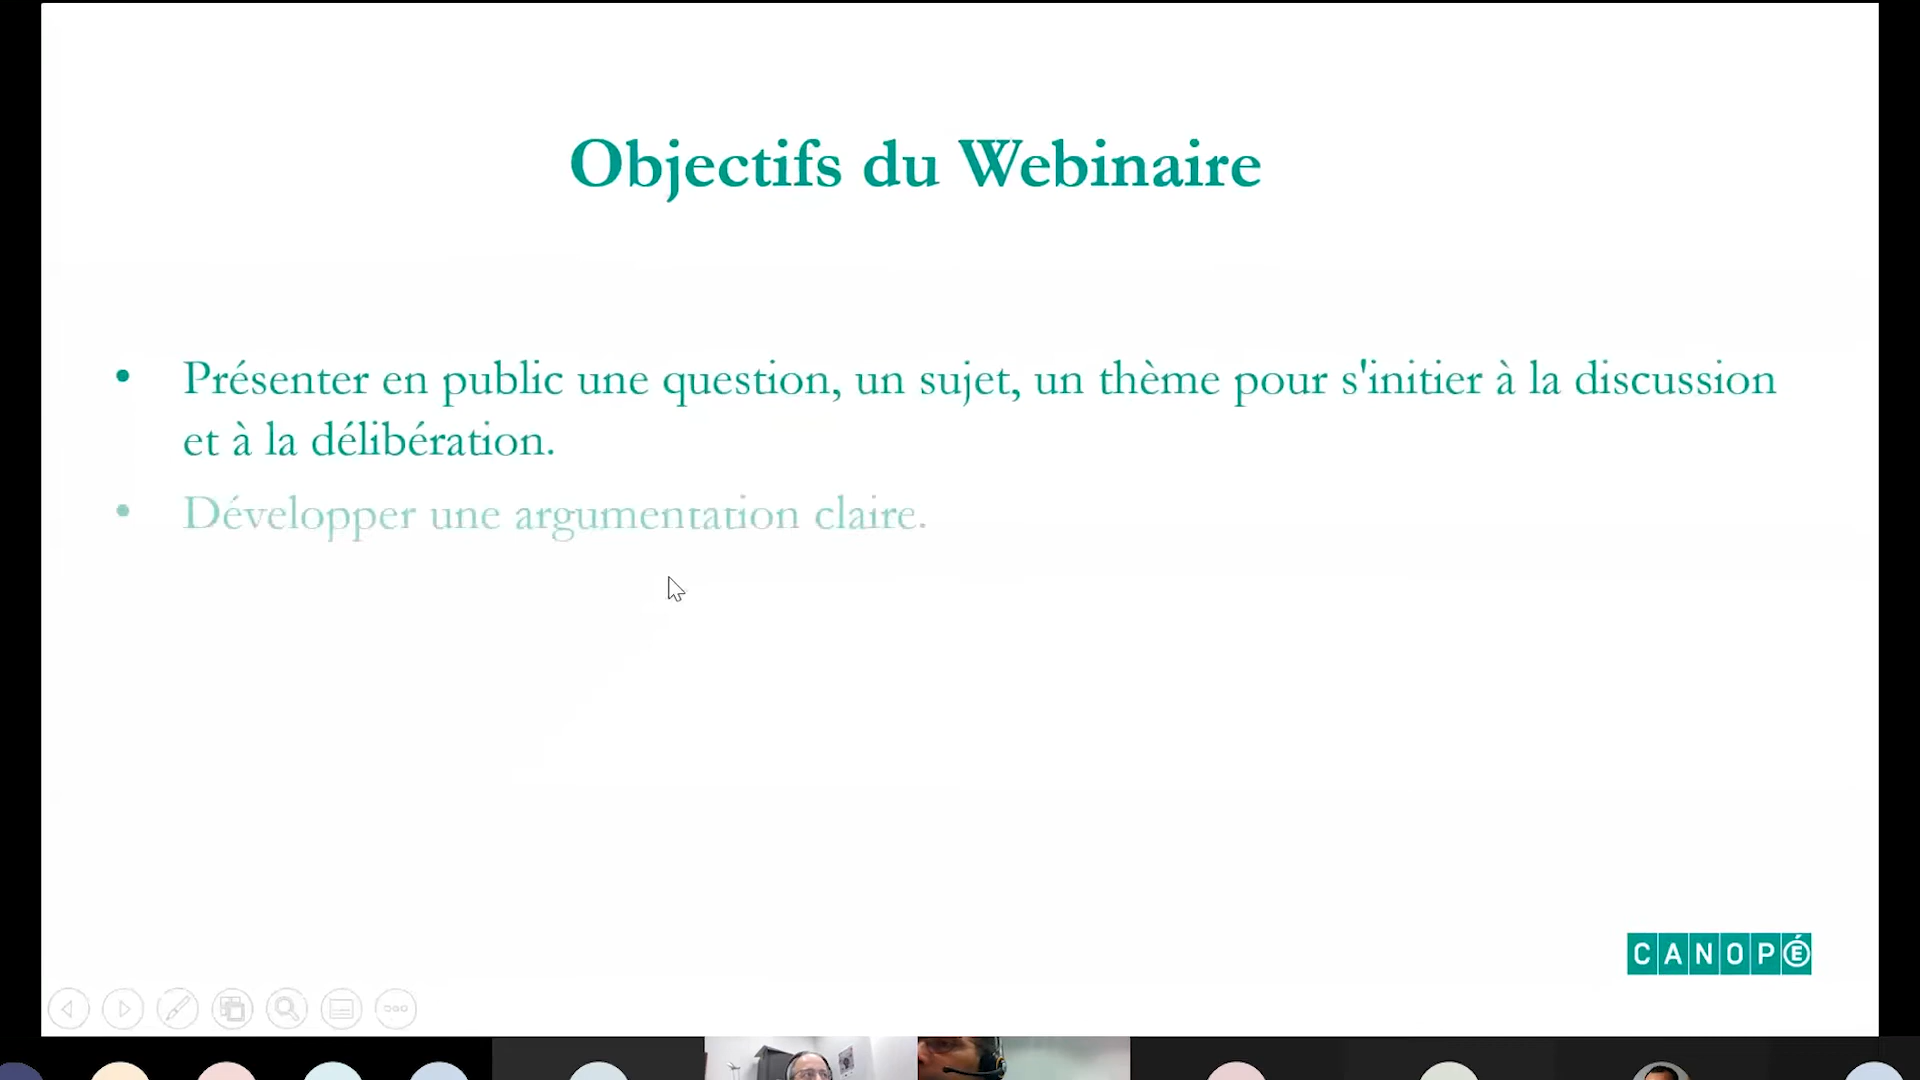 Objectifs du Webinaire
• Présenter en public une question, un sujet, un thème pour s'initier à la discussion
et à la délibération.
• Développer une argumentation claire.
CANOPÉ